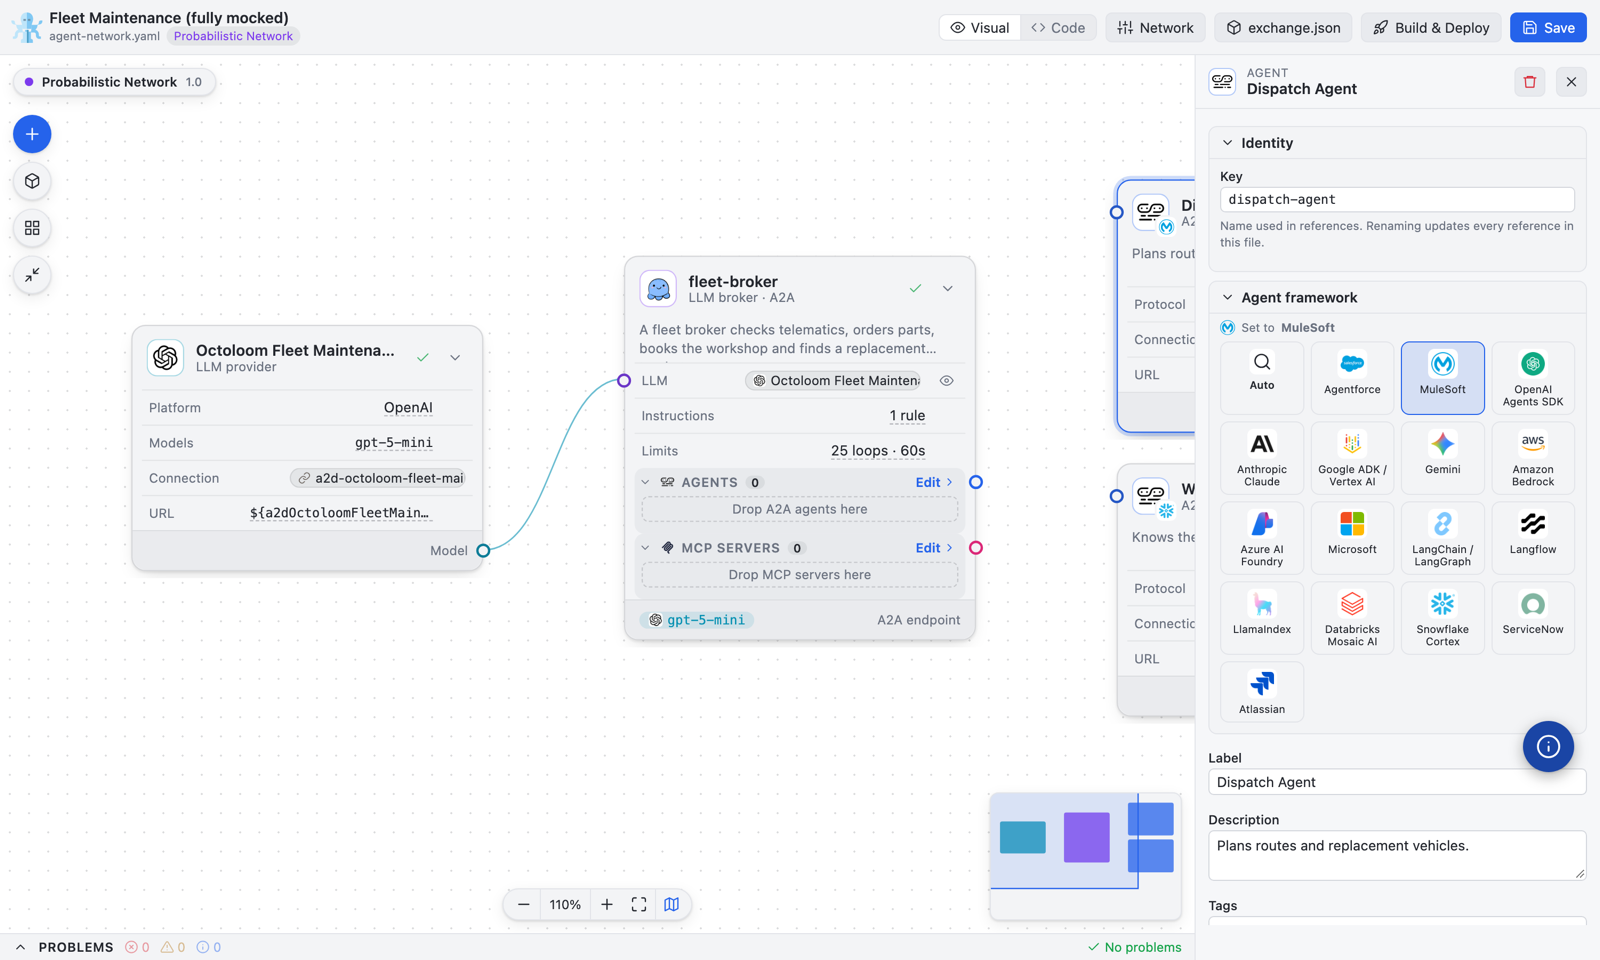 Fleet Maintenance (fully mocked)
agent-network.yaml
Probabilistic Network
Visual
Code
Network
exchange.json
Build & Deploy
Save
Probabilistic Network 1.0
Octoloom Fleet Maintena...
LLM provider
Platform
OpenAI
Models
gpt-5-mini
Connection
a2d-octoloom-fleet-mai
URL
${a2dOctoloomFleetMain...
Model
fleet-broker
LLM broker · A2A
A fleet broker checks telematics, orders parts,
books the workshop and finds a replacement...
LLM
Octoloom Fleet Mainten
Instructions
1 rule
Limits
25 loops · 60s
AGENTS 0
Edit
Drop A2A agents here
MCP SERVERS 0
Edit
Drop MCP servers here
gpt-5-mini
A2A endpoint
Di
A2
Plans rout
Protocol
Connectic
URL
W
A2
Knows the
Protocol
Connectic
URL
110%
AGENT
Dispatch Agent
Identity
Key
dispatch-agent
Name used in references. Renaming updates every reference in
this file.
Agent framework
Set to MuleSoft
Auto
Agentforce
MuleSoft
OpenAI
Agents SDK
Anthropic
Claude
Google ADK /
Vertex AI
Gemini
aws
Amazon
Bedrock
Azure AI
Foundry
Microsoft
LangChain /
LangGraph
Langflow
LlamaIndex
Databricks
Mosaic AI
Snowflake
Cortex
ServiceNow
Atlassian
Label
Dispatch Agent
Description
Plans routes and replacement vehicles.
Tags
PROBLEMS
0
0
0
No problems